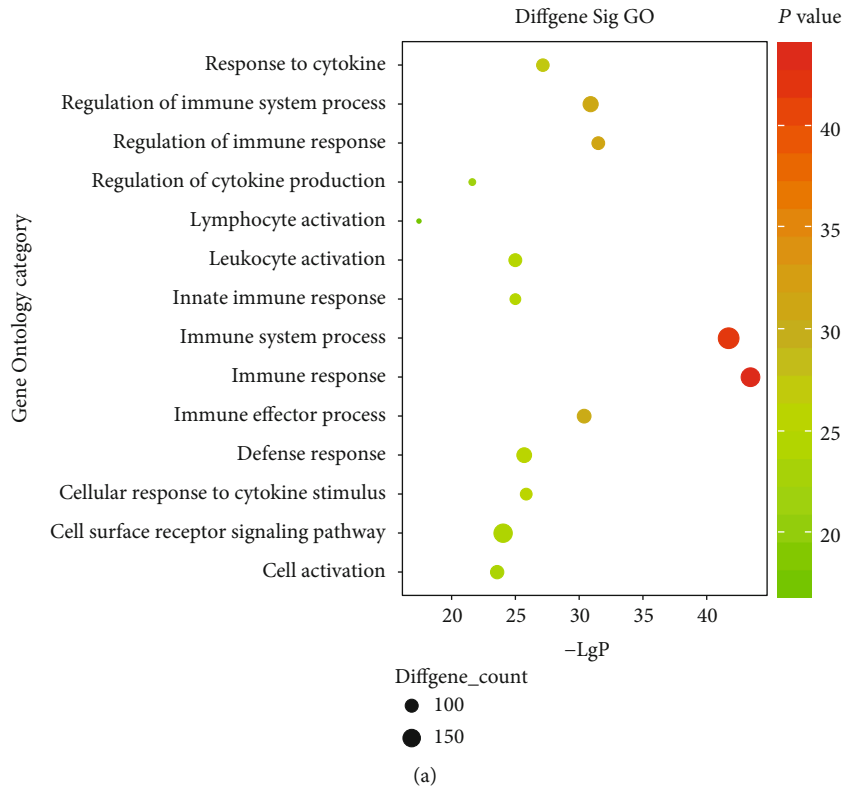 Diffgene Sig GO
P value
Response to cytokine
Regulation of immune system process
Regulation of immune response
Regulation of cytokine production
Lymphocyte activation
Leukocyte activation
Innate immune response
Immune system process
Immune response
Immune effector process
Defense response
Cellular response to cytokine stimulus
Cell surface receptor signaling pathway
Cell activation
Gene Ontology category
40
35
30
25
20
20 25 30 35 40
−LgP
Diffgene_count
100
150
(a)